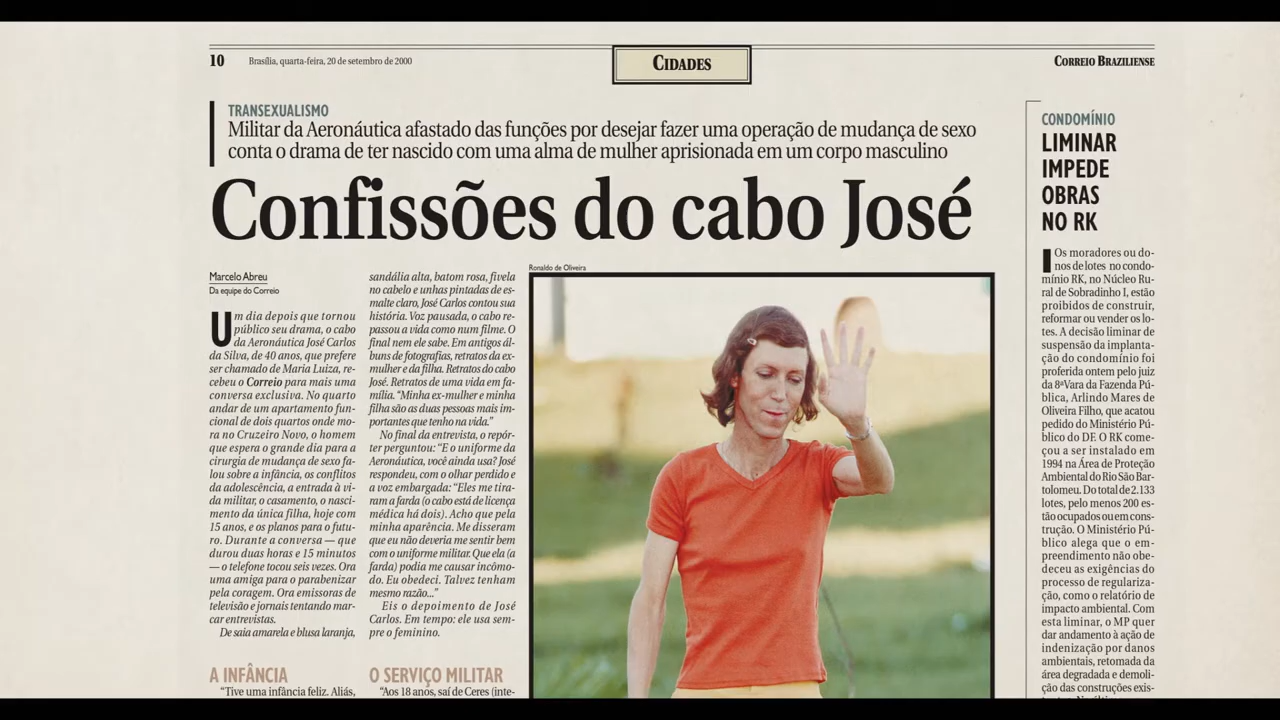 10
Brasília, quarta-feira, 20 de setembro de 2000
CIDADES
CORREIO BRAZILIENSE
TRANSEXUALISMO
Militar da Aeronáutica afastado das funções por desejar fazer uma operação de mudança de sexo
conta o drama de ter nascido com uma alma de mulher aprisionada em um corpo masculino
Confissões do cabo José
Marcelo Abreu
Da equipe do Correio
Um dia depois que tornou
público seu drama, o cabo
da Aeronáutica José Carlos
da Silva, de 40 anos, que prefere
ser chamado de Maria Luiza, re-
cebeu o Correio para mais uma
conversa exclusiva. No quarto
andar de um apartamento fun-
cional de dois quartos onde mo-
ra no Cruzeiro Novo, o homem
que espera o grande dia para a
cirurgia de mudança de sexo fa-
lou sobre a infância, os conflitos
da adolescência, a entrada à vi-
da militar, o casamento, o nasci-
mento da única filha, hoje com
15 anos, e os planos para o futu-
ro. Durante a conversa — que
durou duas horas e 15 minutos
— o telefone tocou seis vezes. Ora
uma amiga para o parabenizar
pela coragem. Ora emissoras de
televisão e jornais tentando mar-
car entrevistas.
De saia amarela e blusa laranja,
A INFÂNCIA
"Tive uma infância feliz. Aliás,
sandália alta, batom rosa, fivela
no cabelo e unhas pintadas de es-
malte claro, José Carlos contou sua
história. Voz pausada, o cabo re-
passou a vida como num filme. O
final nem ele sabe. Em antigos ál-
buns de fotografias, retratos da ex-
mulher e da filha. Retratos do cabo
José. Retratos de uma vida em fa-
mília. "Minha ex-mulher e minha
filha são as duas pessoas mais im-
portantes que tenho na vida."
No final da entrevista, o repór-
ter perguntou: "E o uniforme da
Aeronáutica, você ainda usa? José
respondeu, com o olhar perdido e
a voz embargada: "Eles me tira-
ram a farda (o cabo está de licença
médica há dois). Acho que pela
minha aparência. Me disseram
que eu não deveria me sentir bem
com o uniforme militar. Que ela (a
farda) podia me causar incômo-
do. Eu obedeci. Talvez tenham
mesmo razão..."
Eis o depoimento de José
Carlos. Em tempo: ele usa sem-
pre o feminino.
O SERVIÇO MILITAR
"Aos 18 anos, saí de Ceres (inte-
Ronaldo de Oliveira
CONDOMÍNIO
LIMINAR
IMPEDE
OBRAS
NO RK
Os moradores ou do-
nos de lotes no condo-
mínio RK, no Núcleo Ru-
ral de Sobradinho I, estão
proibidos de construir,
reformar ou vender os lo-
tes. A decisão liminar de
suspensão da implanta-
ção do condomínio foi
proferida ontem pelo juiz
da 8ª Vara da Fazenda Pú-
blica, Arlindo Mares de
Oliveira Filho, que acatou
pedido do Ministério Pú-
blico do DF. O RK come-
çou a ser instalado em
1994 na Área de Proteção
Ambiental do Rio São Bar-
tolomeu. Do total de 2.133
lotes, pelo menos 200 es-
tão ocupados ou em cons-
trução. O Ministério Pú-
blico alega que o em-
preendimento não obe-
deceu as exigências do
processo de regulariza-
ção, como o relatório de
impacto ambiental. Com
esta liminar, o MP quer
dar andamento à ação de
indenização por danos
ambientais, retomada da
área degradada e demoli-
ção das construções exis-